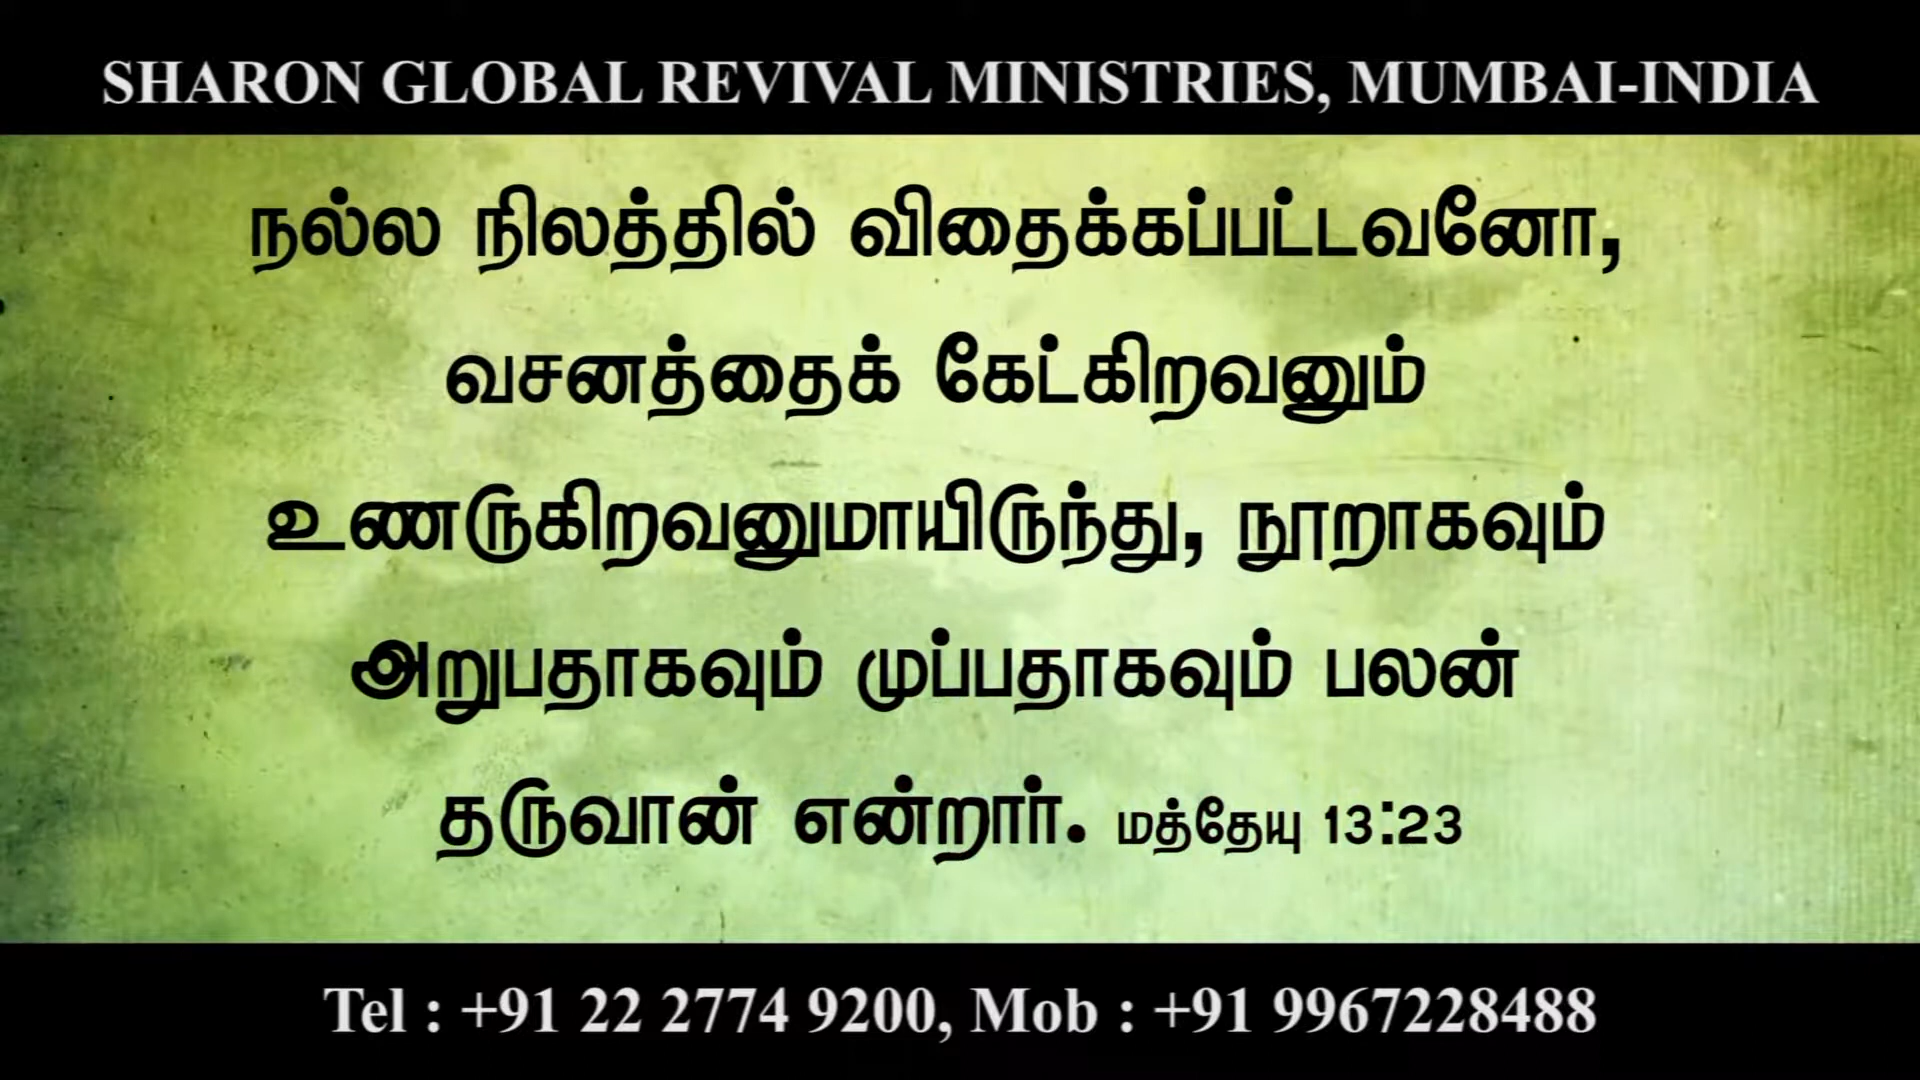 SHARON GLOBAL REVIVAL MINISTRIES, MUMBAI-INDIA
நல்ல நிலத்தில் விதைக்கப்பட்டவனோ,
வசனத்தைக் கேட்கிறவனும்
உணருகிறவனுமாயிருந்து, நூறாகவும்
அறுபதாகவும் முப்பதாகவும் பலன்
தருவான் என்றார். மத்தேயு 13:23
Tel : +91 22 2774 9200, Mob : +91 9967228488